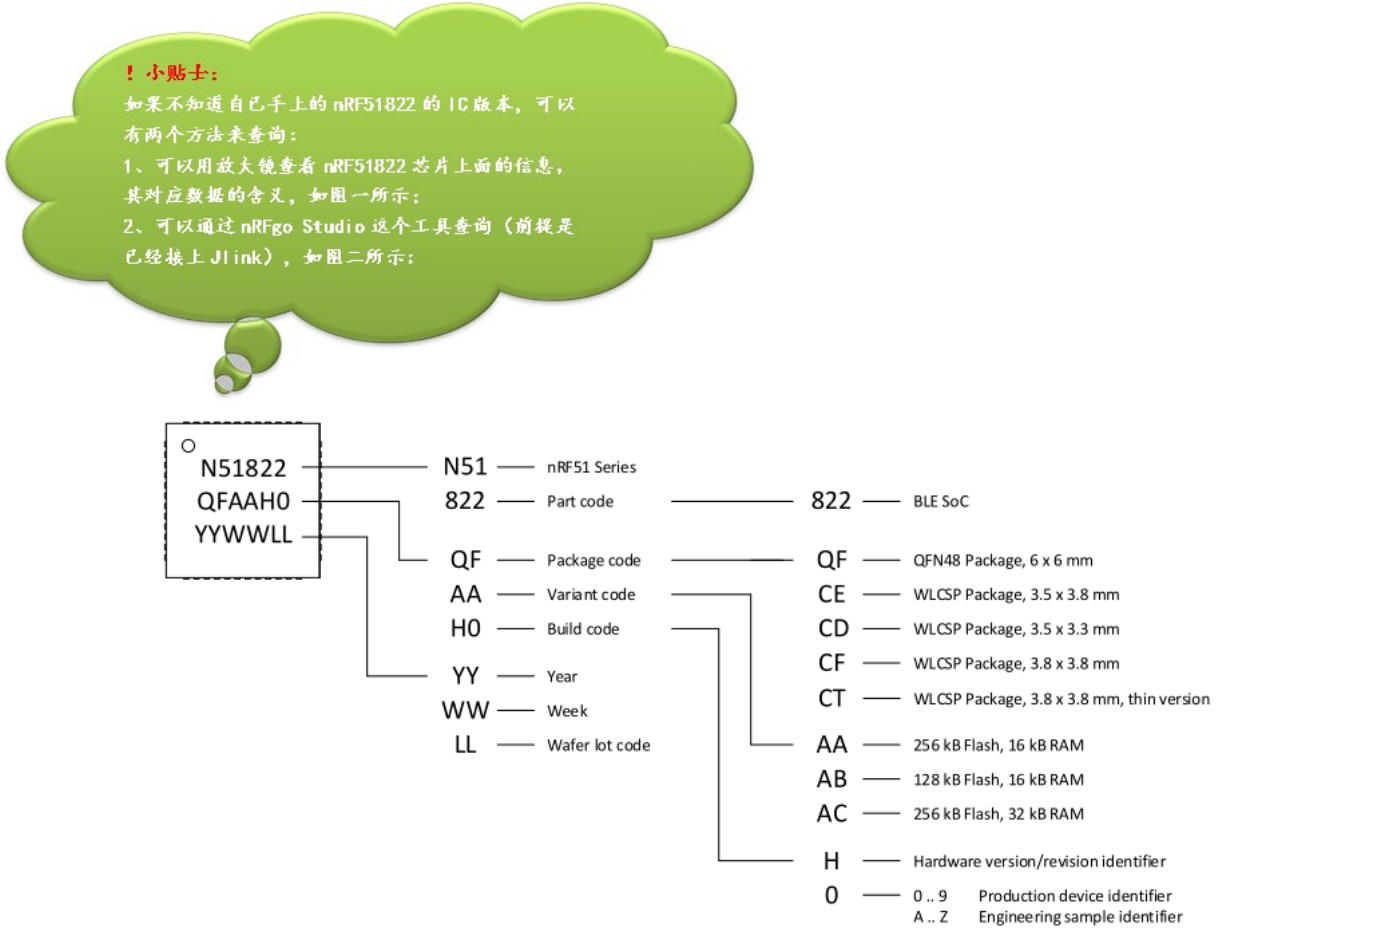 ！小贴士：
如果不知道自己手上的 nRF51822 的 IC 版本，可以
有两个方法来查询：
1、可以用放大镜查看 nRF51822 芯片上面的信息，
其对应数据的含义，如图一所示；
2、可以通过 nRFgo Studio 这个工具查询（前提是
已经接上 Jlink），如图二所示；
N51822
QFAAH0
YYWWLL
N51 nRF51 Series
822 Part code 822 BLE SoC
QF Package code QF QFN48 Package, 6 x 6 mm
AA Variant code CE WLCSP Package, 3.5 x 3.8 mm
H0 Build code CD WLCSP Package, 3.5 x 3.3 mm
CF WLCSP Package, 3.8 x 3.8 mm
YY Year
CT WLCSP Package, 3.8 x 3.8 mm, thin version
WW Week
LL Wafer lot code AA 256 kB Flash, 16 kB RAM
AB 128 kB Flash, 16 kB RAM
AC 256 kB Flash, 32 kB RAM
H Hardware version/revision identifier
0 0 .. 9 Production device identifier
A .. Z Engineering sample identifier